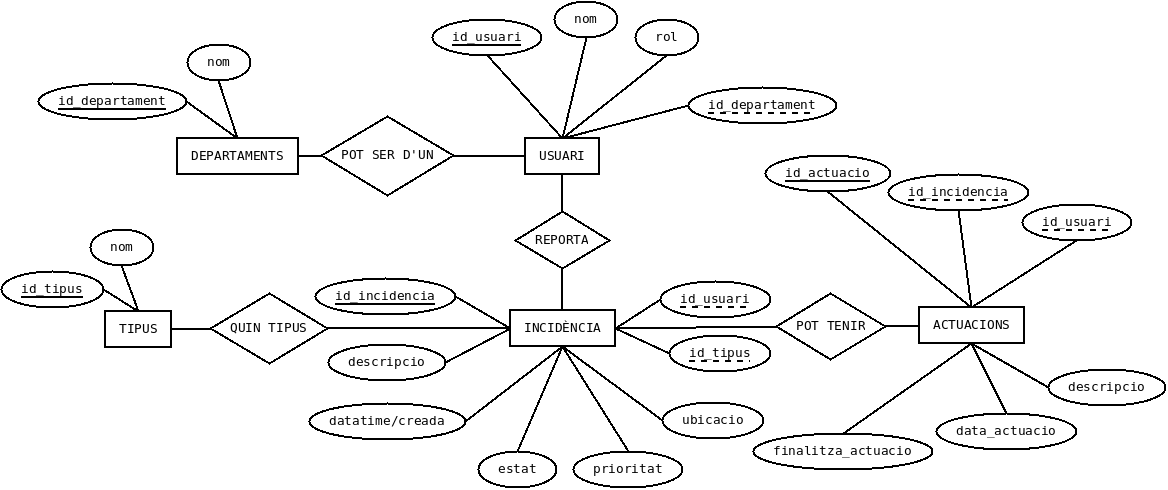 nom
id_usuari
rol
nom
id_departament
id_departament
DEPARTAMENTS
POT SER D'UN
USUARI
id_actuacio
id_incidencia
id_usuari
REPORTA
nom
id_tipus
id_incidencia
id_usuari
TIPUS
QUIN TIPUS
INCIDÈNCIA
POT TENIR
ACTUACIONS
id_tipus
descripcio
descripcio
datatime/creada
ubicacio
data_actuacio
finalitza_actuacio
estat
prioritat